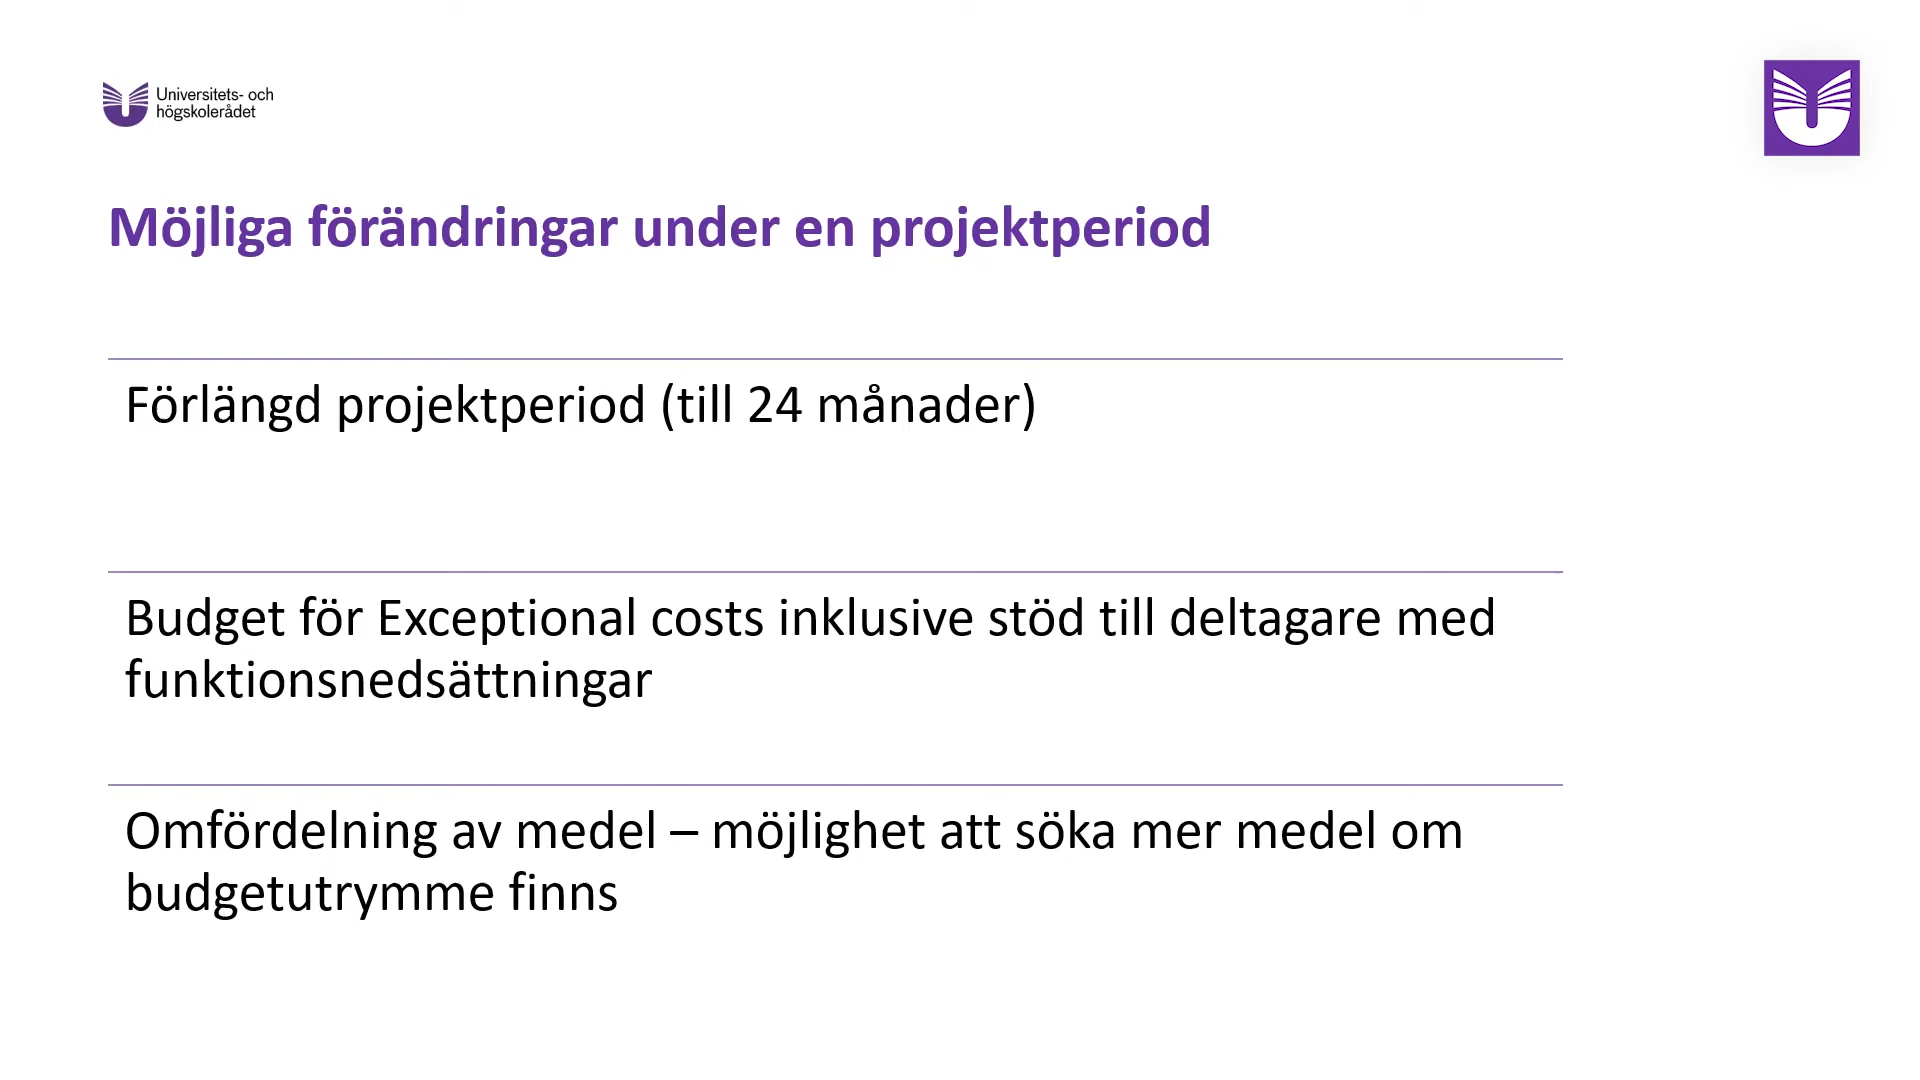 Universitets- och
högskolerådet
Möjliga förändringar under en projektperiod
Förlängd projektperiod (till 24 månader)
Budget för Exceptional costs inklusive stöd till deltagare med
funktionsnedsättningar
Omfördelning av medel – möjlighet att söka mer medel om
budgetutrymme finns